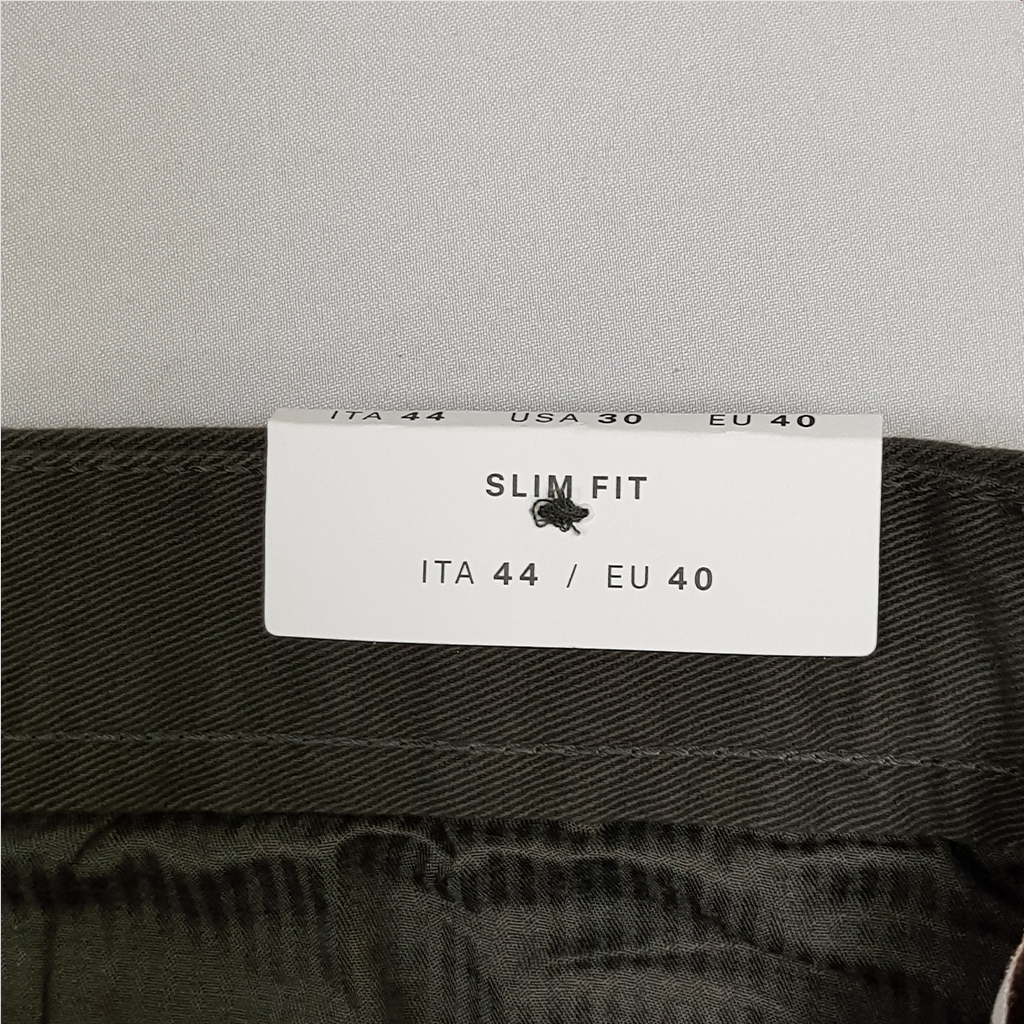 ITA 44 USA 30 EU 40
SLIM FIT
ITA 44 / EU 40